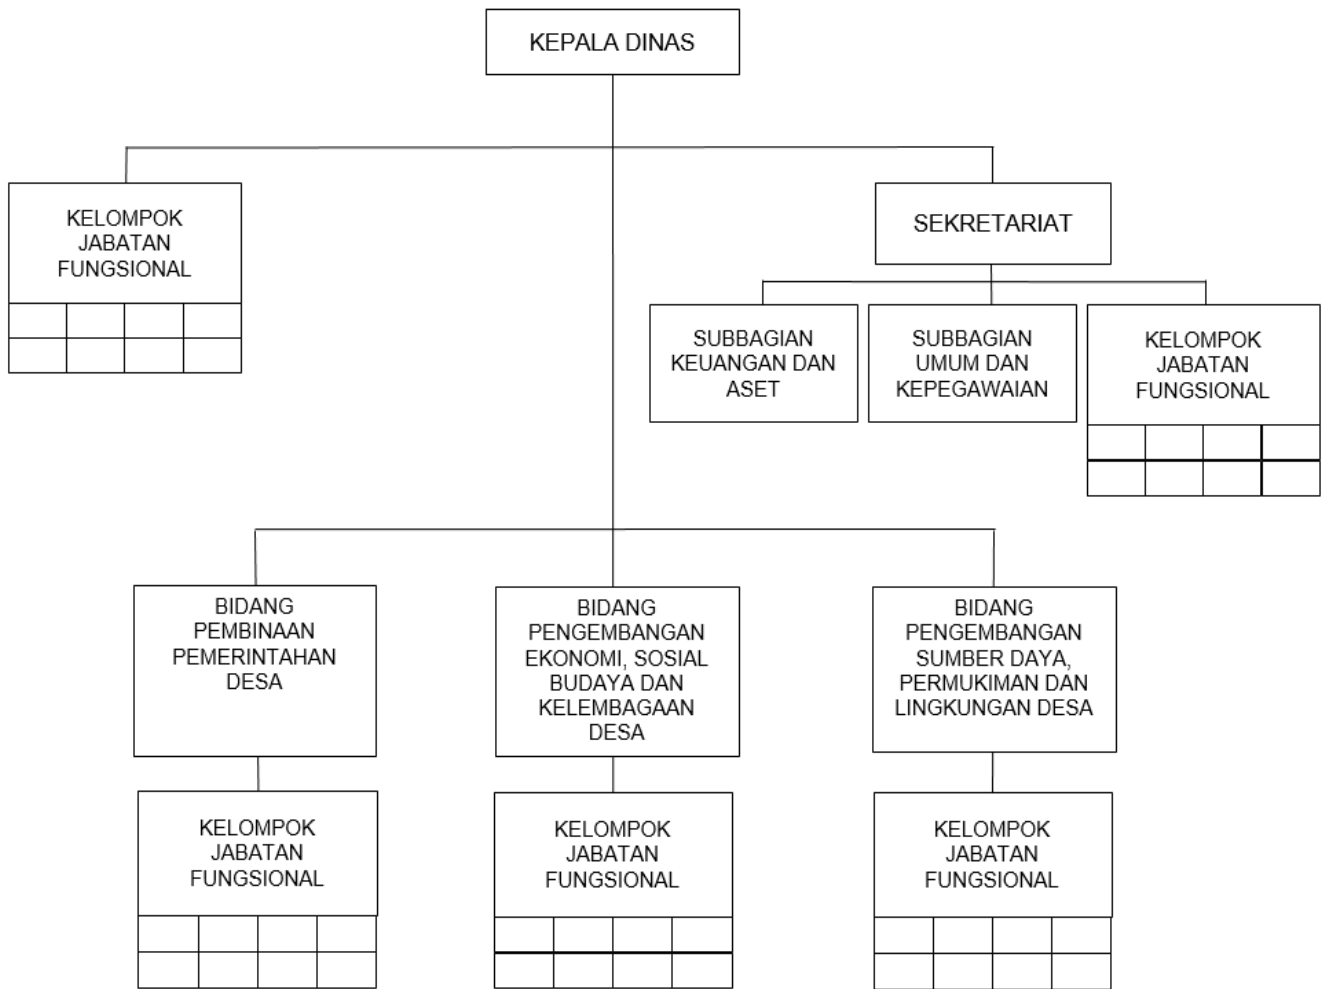 KEPALA DINAS
KELOMPOK
JABATAN
FUNGSIONAL
SEKRETARIAT
SUBBAGIAN
KEUANGAN DAN
ASET
SUBBAGIAN
UMUM DAN
KEPEGAWAIAN
KELOMPOK
JABATAN
FUNGSIONAL
BIDANG
PEMBINAAN
PEMERINTAHAN
DESA
BIDANG
PENGEMBANGAN
EKONOMI, SOSIAL
BUDAYA DAN
KELEMBAGAAN
DESA
BIDANG
PENGEMBANGAN
SUMBER DAYA,
PERMUKIMAN DAN
LINGKUNGAN DESA
KELOMPOK
JABATAN
FUNGSIONAL
KELOMPOK
JABATAN
FUNGSIONAL
KELOMPOK
JABATAN
FUNGSIONAL